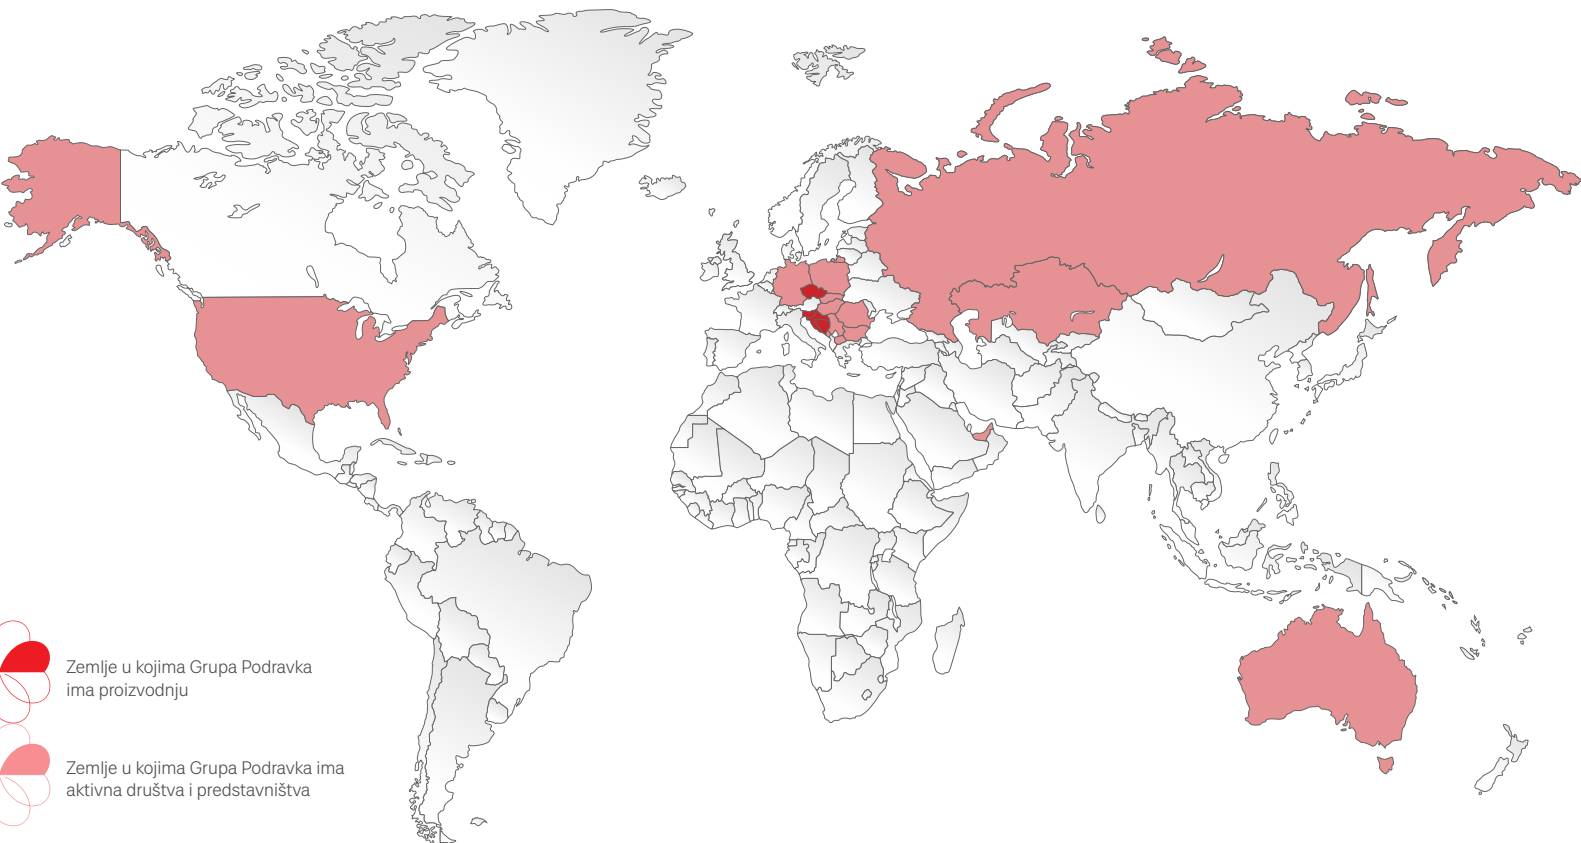 Zemlje u kojima Grupa Podravka
ima proizvodnju
Zemlje u kojima Grupa Podravka ima
aktivna društva i predstavništva